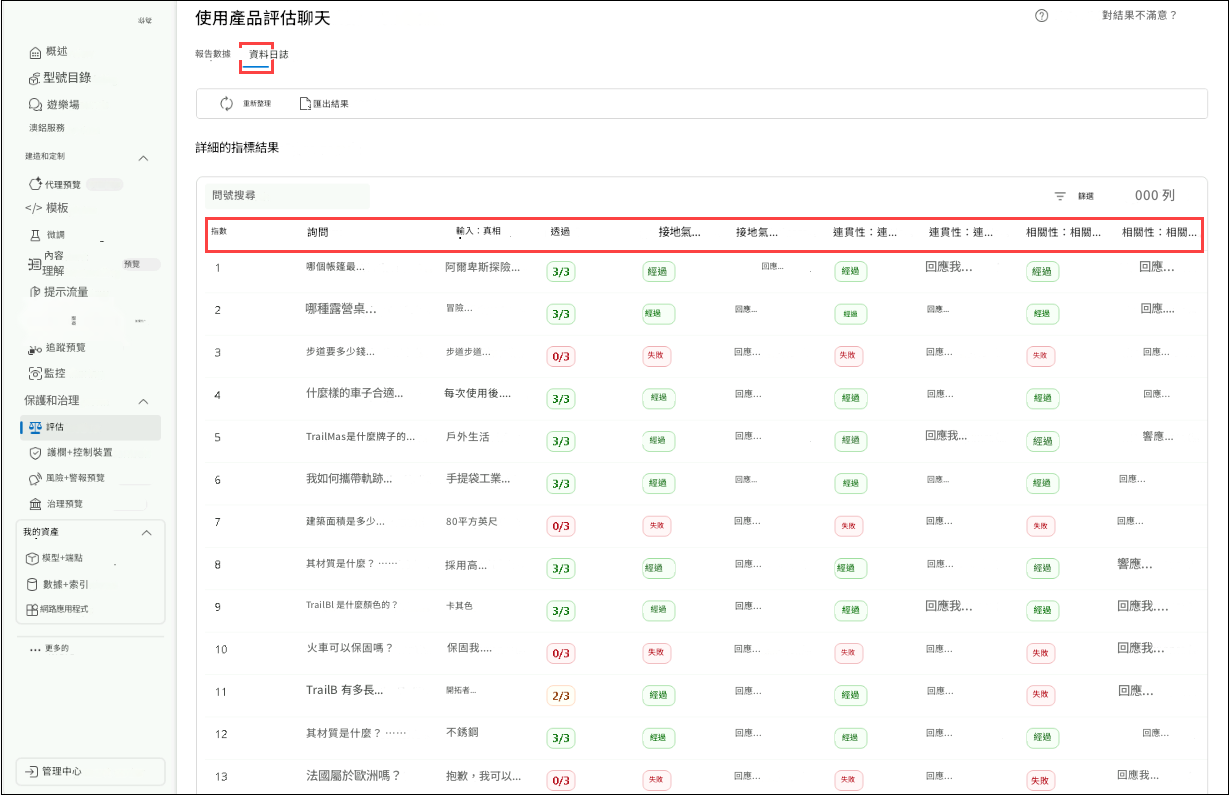 使用產品評估聊天
對結果不滿意？
報告數據
資料日誌
重新整理
匯出結果
詳細的指標結果
概述
型號目錄
遊樂場
澳鋁服務
建造和定制
代理預覽
</> 模板
微調
內容
理解
預覽
提示流量
追蹤預覽
監控
保護和治理
評估
護欄+控制裝置
風險+警報預覽
治理預覽
我的資產
模型+端點
數據+索引
網路應用程式
... 更多的
管理中心
問號搜尋
篩選
000 列
指數 詢問 輸入：真相 透過 接地氣... 接地氣... 連貫性：連... 連貫性：連... 相關性：相關... 相關性：相關...
1 哪個帳篷最... 阿爾卑斯探險... 3/3 經過 回應... 經過 回應我... 經過 回應...
2 哪種露營桌... 冒險... 3/3 經過 回應... 經過 回應... 經過 回應....
3 步道要多少錢... 步道步道... 0/3 失敗 回應... 失敗 回應... 失敗 回應...
4 什麼樣的車子合適... 每次使用後.... 3/3 經過 回應... 經過 回應... 經過 回應...
5 TrailMas是什麼牌子的... 戶外生活 3/3 經過 回應... 經過 回應我... 經過 響應...
6 我如何攜帶軌跡... 手提袋工業... 3/3 經過 回應... 經過 回應... 經過 回應...
7 建築面積是多少... 80平方英尺 0/3 失敗 回應... 失敗 回應... 失敗 回應...
8 其材質是什麼？ ⋯⋯ 採用高... 3/3 經過 回應... 經過 回應... 經過 響應...
9 TrailBl 是什麼顏色的？ 卡其色 3/3 經過 回應... 經過 回應我... 經過 回應我....
10 火車可以保固嗎？ 保固我.... 0/3 失敗 回應... 失敗 回應... 失敗 回應我...
11 TrailB 有多長... 開拓者... 2/3 經過 回應... 經過 回應... 失敗 回應...
12 其材質是什麼？ ⋯⋯ 不銹鋼 3/3 經過 回應... 經過 回應... 經過 回應...
13 法國屬於歐洲嗎？ 抱歉，我可以... 0/3 失敗 回應... 失敗 回應... 失敗 回應我...